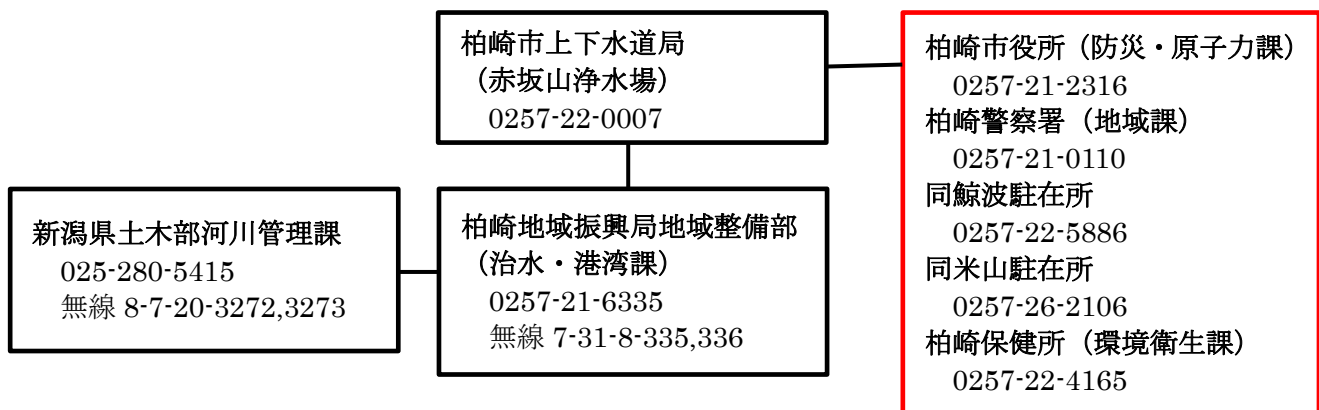 柏崎市上下水道局
（赤坂山浄水場）
0257-22-0007
新潟県土木部河川管理課
025-280-5415
無線 8-7-20-3272,3273
柏崎地域振興局地域整備部
（治水・港湾課）
0257-21-6335
無線 7-31-8-335,336
柏崎市役所（防災・原子力課）
0257-21-2316
柏崎警察署（地域課）
0257-21-0110
同鯨波駐在所
0257-22-5886
同米山駐在所
0257-26-2106
柏崎保健所（環境衛生課）
0257-22-4165